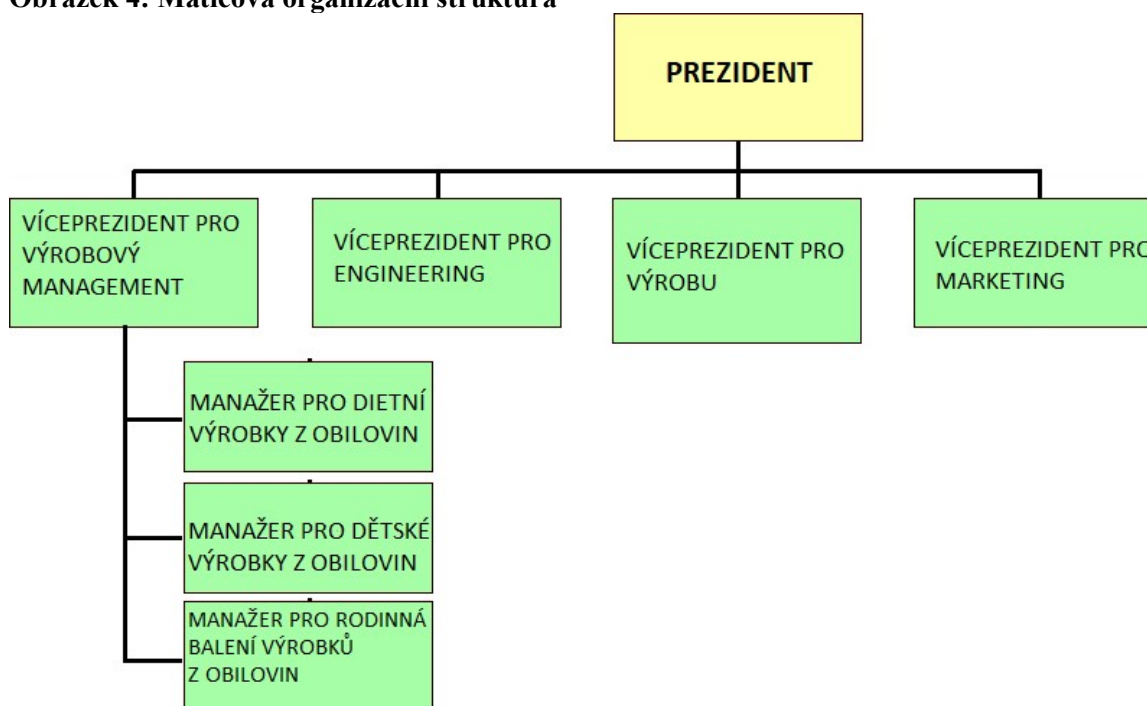 Obrázek 4: Maticová organizační struktura
PREZIDENT
VÍCEPREZIDENT PRO
VÝROBOVÝ
MANAGEMENT
VÍCEPREZIDENT PRO
ENGINEERING
VÍCEPREZIDENT PRO
VÝROBU
VÍCEPREZIDENT PRO
MARKETING
MANAŽER PRO DIETNÍ
VÝROBKY Z OBILOVIN
MANAŽER PRO DĚTSKÉ
VÝROBKY Z OBILOVIN
MANAŽER PRO RODINNÁ
BALENÍ VÝROBKŮ
Z OBILOVIN